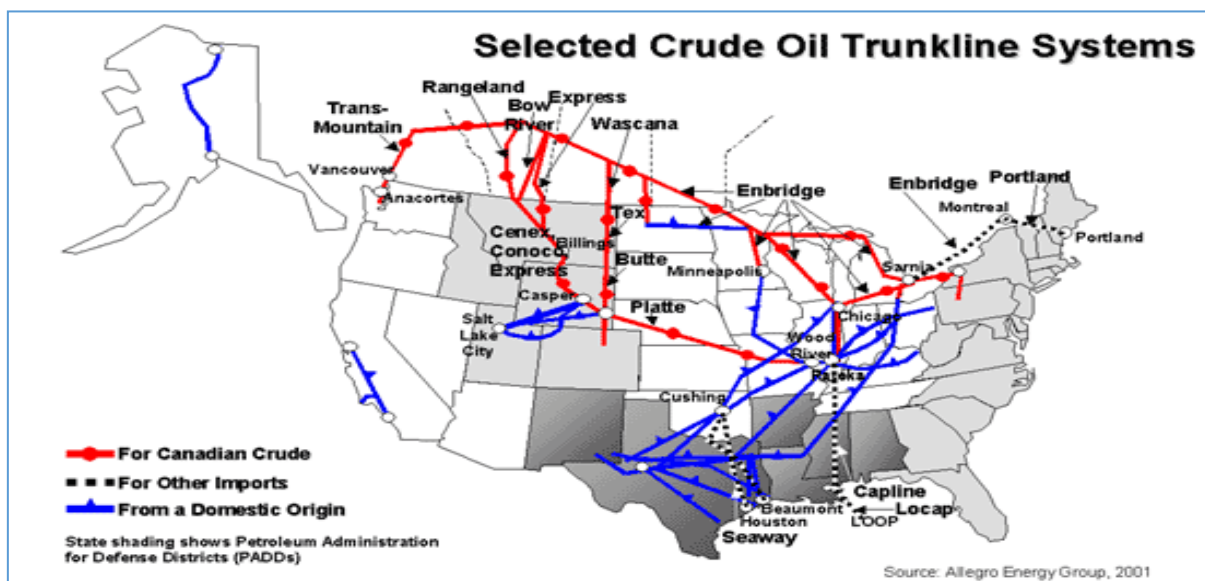 Selected Crude Oil Trunkline Systems
Rangeland
Express
Bow
River
Trans-
Mountain
Wascana
Vancouver
Anacortes
Enbridge
Enbridge
Portland
Montreal
Portland
Tex
Cenex,
Conoco,
Express
Billings
Butte
Minneapolis
Sarnia
Casper
Platte
Chicago
Salt
Lake
City
Wood
River
Patoka
Cushing
For Canadian Crude
For Other Imports
From a Domestic Origin
Capline
Beaumont
Locap
LOOP
Houston
Seaway
State shading shows Petroleum Administration
for Defense Districts (PADDs)
Source: Allegro Energy Group, 2001